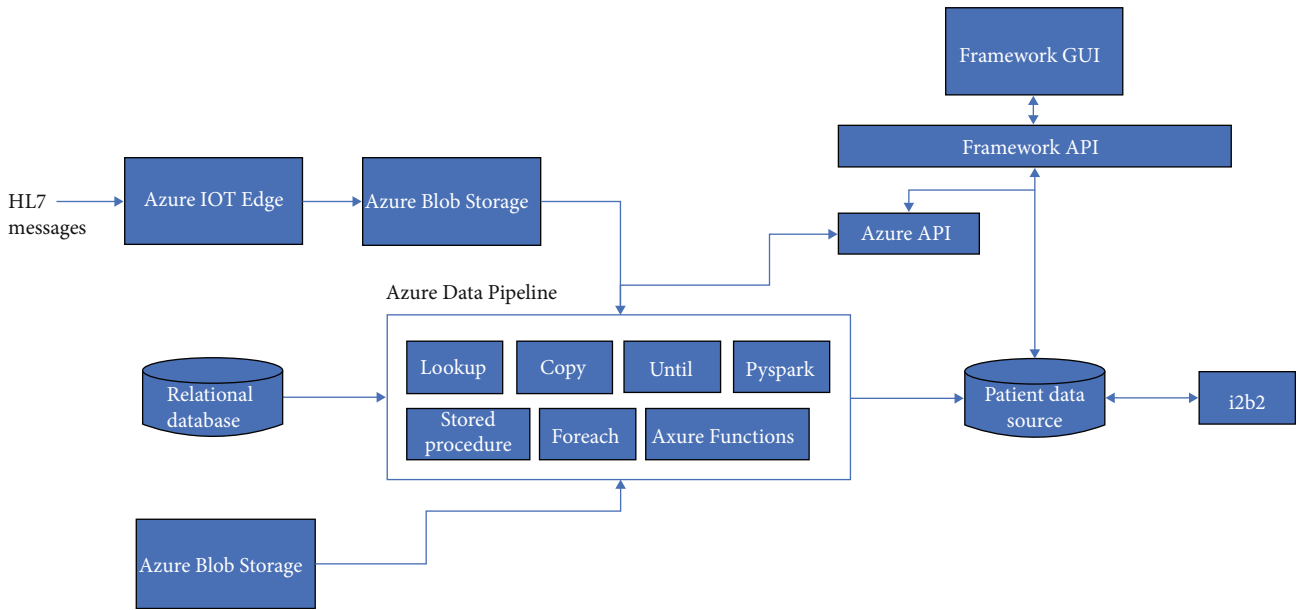 Framework GUI
Framework API
HL7
messages
Azure IOT Edge
Azure Blob Storage
Azure API
Azure Data Pipeline
Lookup
Copy
Until
Pyspark
Stored
procedure
Foreach
Axure Functions
Relational
database
Patient data
source
i2b2
Azure Blob Storage